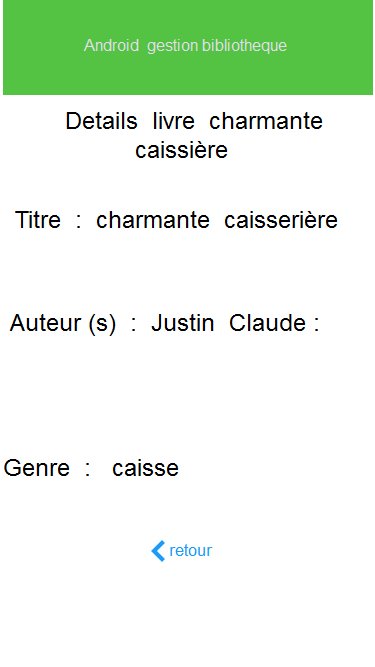 Android gestion bibliotheque
Details livre charmante
caissière
Titre : charmante caisserière
Auteur (s) : Justin Claude :
Genre : caisse
retour